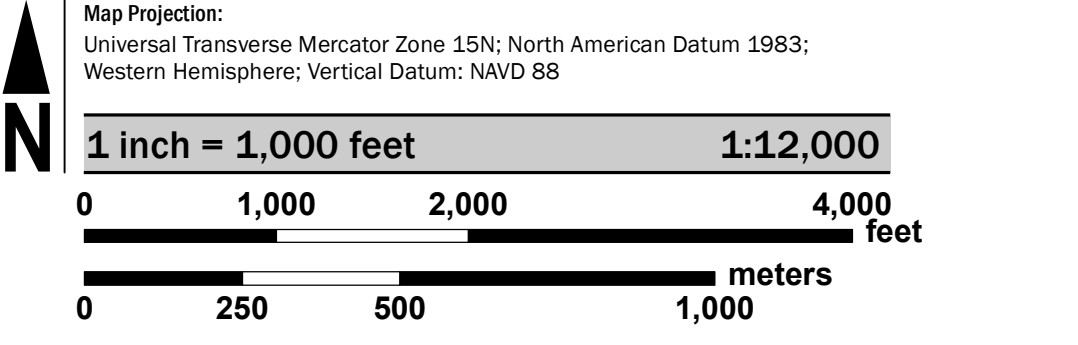 N
Map Projection:
Universal Transverse Mercator Zone 15N; North American Datum 1983;
Western Hemisphere; Vertical Datum: NAVD 88
1 inch = 1,000 feet 1:12,000
0 1,000 2,000 4,000
feet
meters
0 250 500 1,000